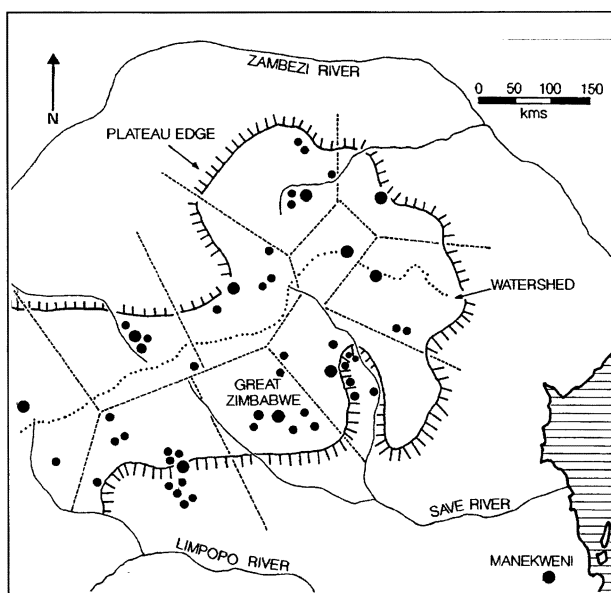 ZAMBEZI RIVER
0 50 100 150
kms
N
PLATEAU EDGE
WATERSHED
GREAT
ZIMBABWE
SAVE RIVER
LIMPOPO RIVER
MANEKWENI